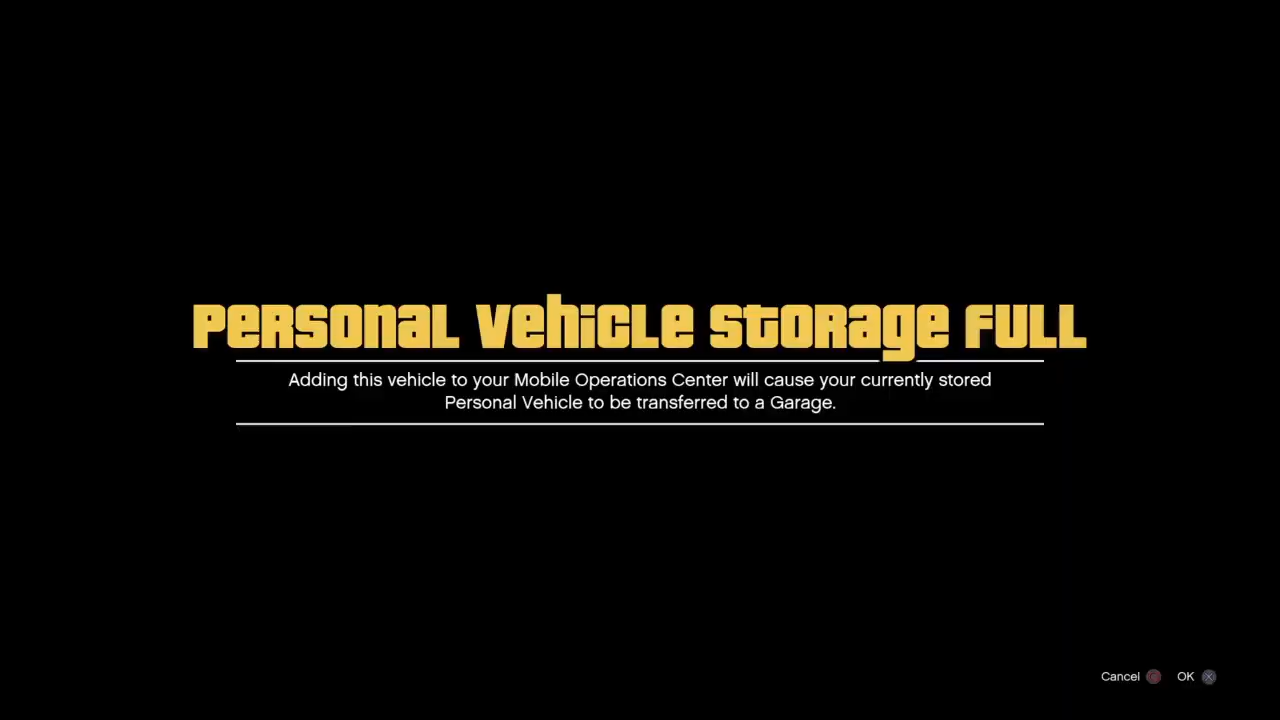 Personal Vehicle Storage Full
Adding this vehicle to your Mobile Operations Center will cause your currently stored
Personal Vehicle to be transferred to a Garage.
Cancel OK